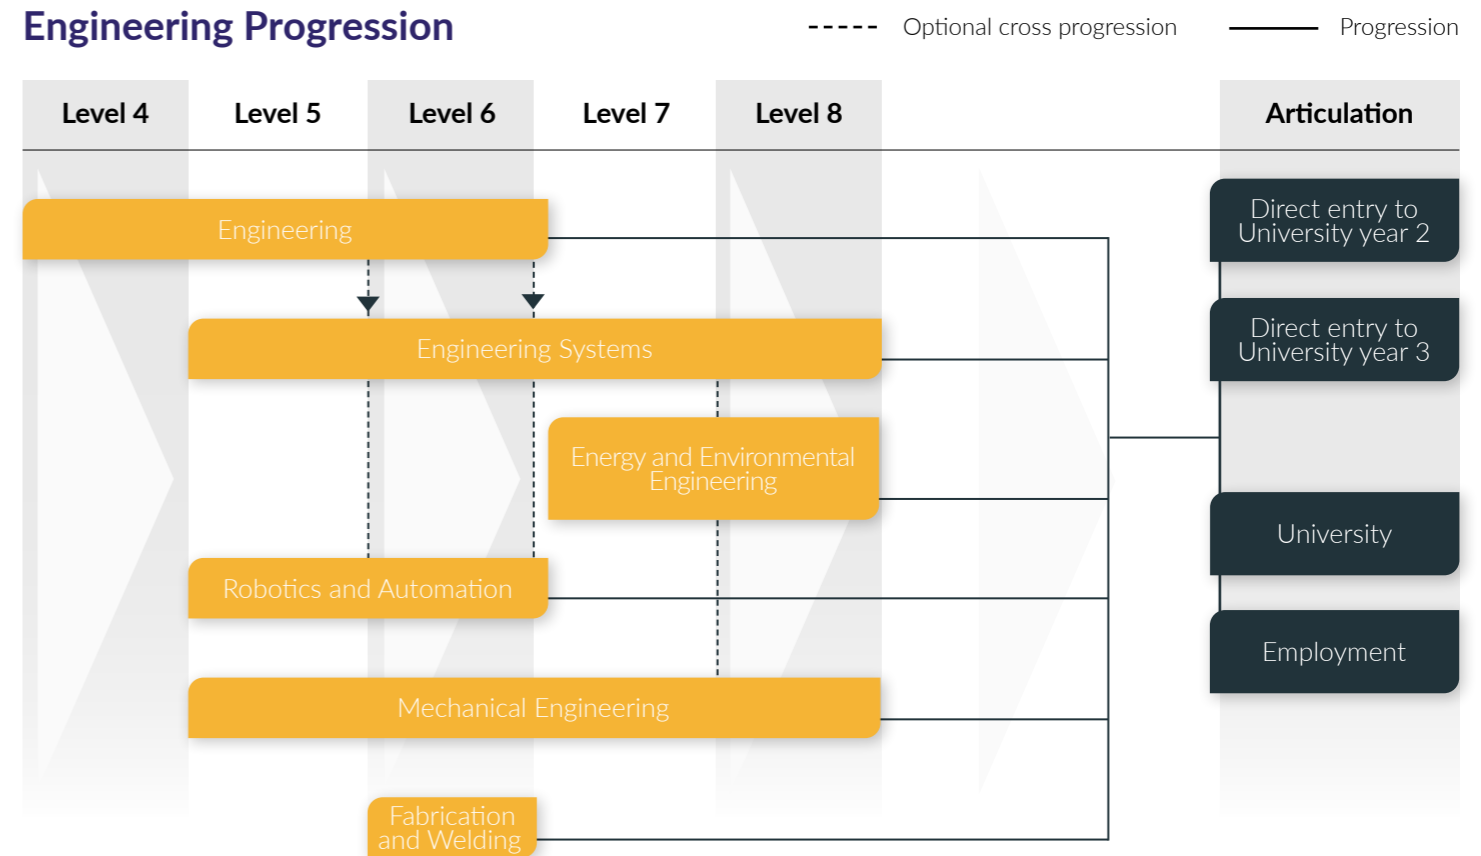 Engineering Progression
Optional cross progression
Progression
Level 4
Level 5
Level 6
Level 7
Level 8
Articulation
Engineering
Direct entry to
University year 2
Engineering Systems
Direct entry to
University year 3
Energy and Environmental
Engineering
University
Robotics and Automation
Employment
Mechanical Engineering
Fabrication
and Welding